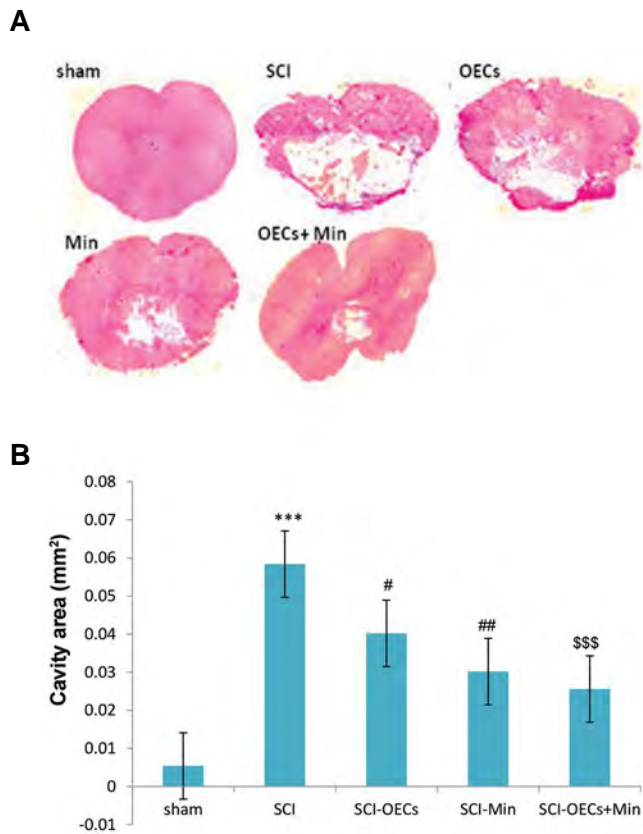 A
sham
SCI
OECs
Min
OECs+ Min
B
Cavity area (mm²)
0.08
0.07
0.06
0.05
0.04
0.03
0.02
0.01
0
-0.01
***
#
##
$$$
sham
SCI
SCI-OECs
SCI-Min
SCI-OECs+Min